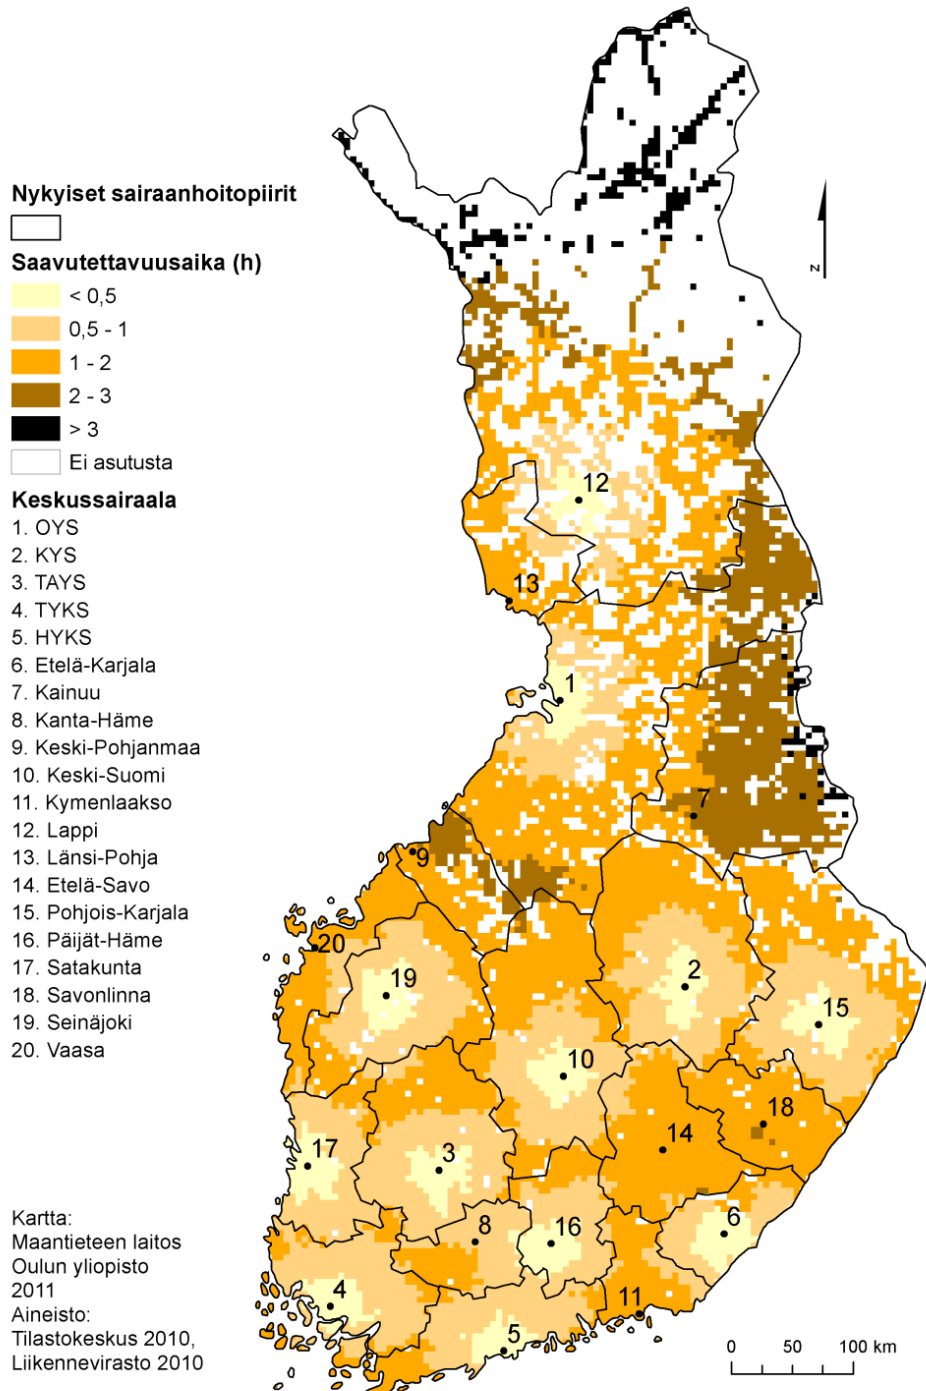 Nykyiset sairaanhoitopiirit
Saavutettavuusaika (h)
< 0,5
0,5 - 1
1 - 2
2 - 3
> 3
Ei asutusta
Keskussairaala
1. OYS
2. KYS
3. TAYS
4. TYKS
5. HYKS
6. Etelä-Karjala
7. Kainuu
8. Kanta-Häme
9. Keski-Pohjanmaa
10. Keski-Suomi
11. Kymenlaakso
12. Lappi
13. Länsi-Pohja
14. Etelä-Savo
15. Pohjois-Karjala
16. Päijät-Häme
17. Satakunta
18. Savonlinna
19. Seinäjoki
20. Vaasa
Kartta:
Maantieteen laitos
Oulun yliopisto
2011
Aineisto:
Tilastokeskus 2010,
Liikennevirasto 2010
N
12
13
1
7
9
20
19
2
15
10
18
14
17
3
6
8
16
4
11
5
0 50 100 km